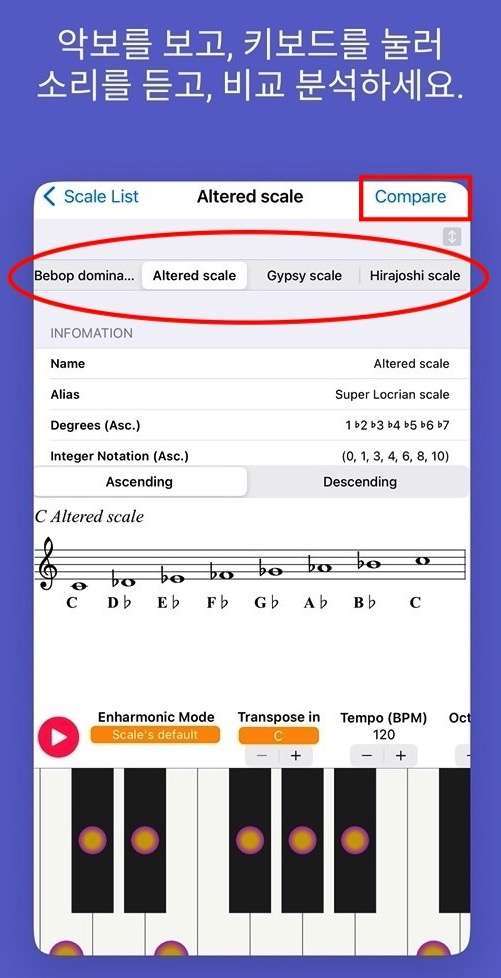 악보를 보고, 키보드를 눌러
소리를 듣고, 비교 분석하세요.
Scale List Altered scale Compare
Bebop domina... Altered scale Gypsy scale Hirajoshi scale
INFOMATION
Name Altered scale
Alias Super Locrian scale
Degrees (Asc.) 1 ♭2 ♭3 ♭4 ♭5 ♭6 ♭7
Integer Notation (Asc.) (0, 1, 3, 4, 6, 8, 10)
Ascending Descending
C Altered scale
C D♭ E♭ F♭ G♭ A♭ B♭ C
Enharmonic Mode Transpose in Tempo (BPM)
Scale's default C 120
− + − +